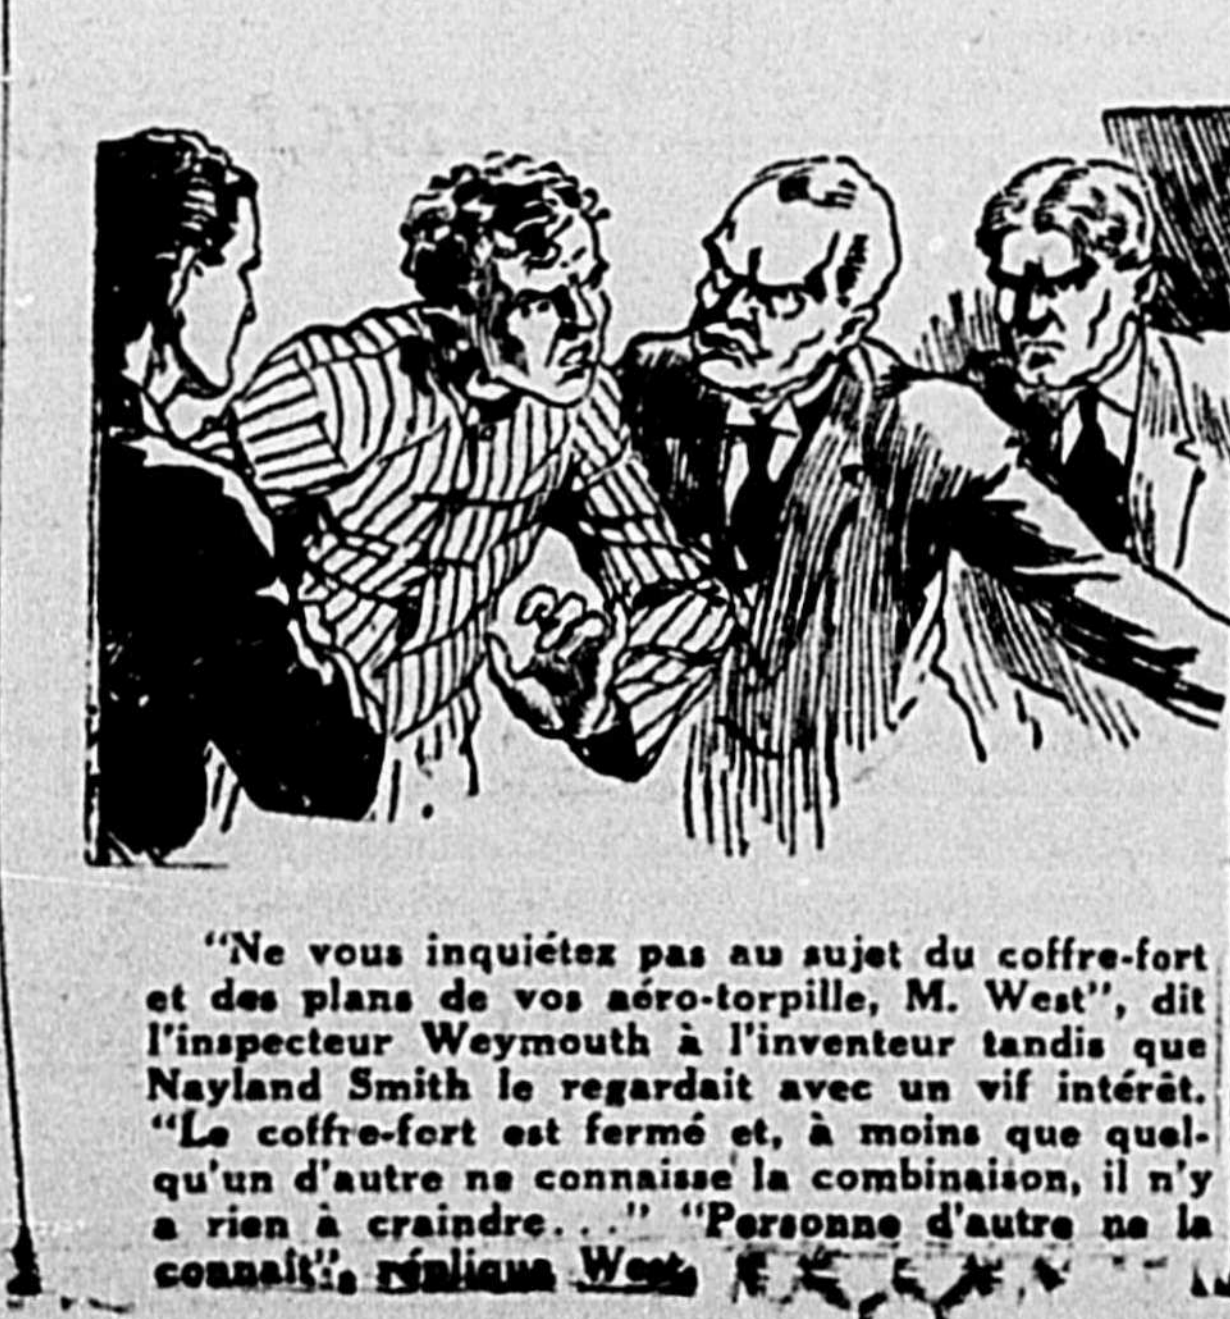 "Ne vous inquiétez pas au sujet du coffre-fort
et des plans de vos aéro-torpille, M. West", dit
l'inspecteur Weymouth à l'inventeur tandis que
Nayland Smith le regardait avec un vif intérêt.
"Le coffre-fort est fermé et, à moins que quel-
qu'un d'autre ne connaisse la combinaison, il n'y
a rien à craindre..." "Personne d'autre ne la
connaît", réplique West.